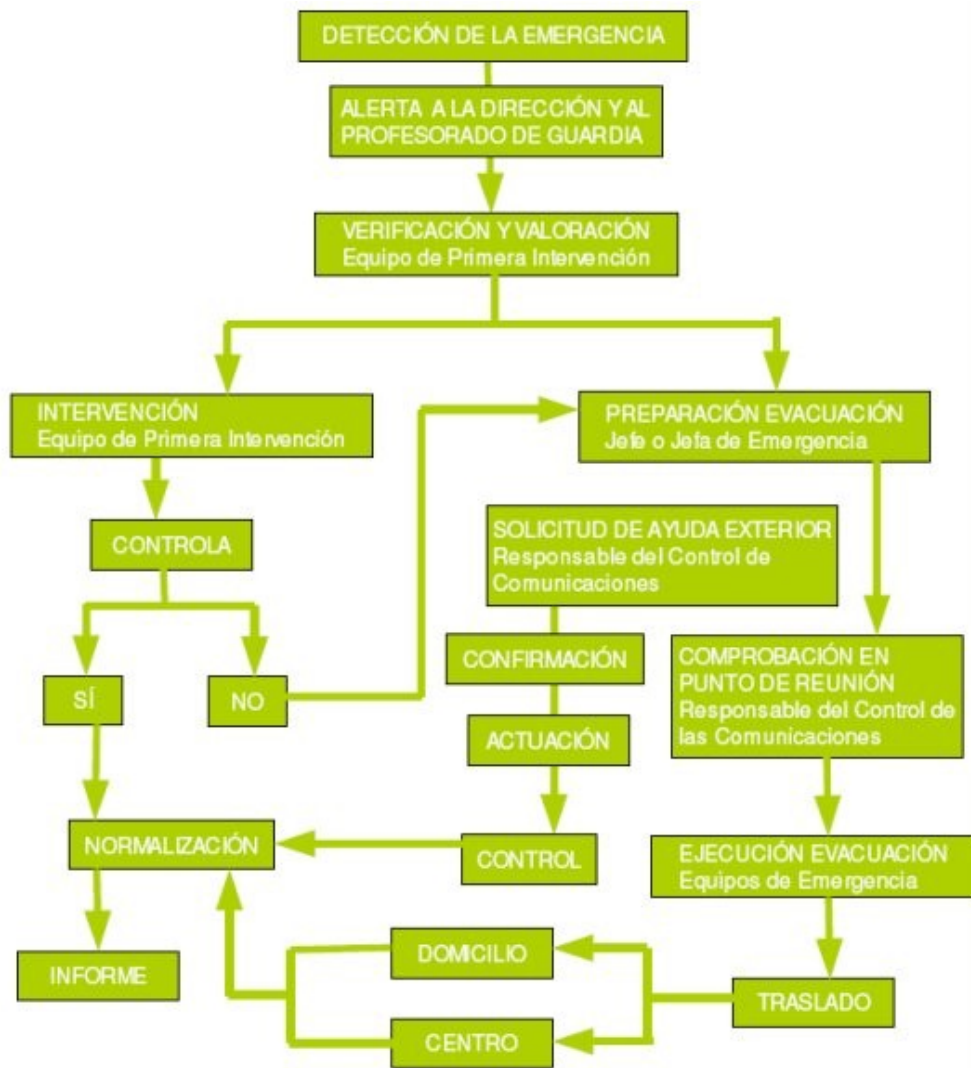 DETECCIÓN DE LA EMERGENCIA
ALERTA A LA DIRECCIÓN Y AL
PROFESORADO DE GUARDIA
VERIFICACIÓN Y VALORACIÓN
Equipo de Primera Intervención
INTERVENCIÓN
Equipo de Primera Intervención
PREPARACIÓN EVACUACIÓN
Jefe o Jefa de Emergencia
CONTROLA
SOLICITUD DE AYUDA EXTERIOR
Responsable del Control de
Comunicaciones
CONFIRMACIÓN
COMPROBACIÓN EN
PUNTO DE REUNIÓN
Responsable del Control de
las Comunicaciones
SÍ
NO
ACTUACIÓN
NORMALIZACIÓN
CONTROL
EJECUCIÓN EVACUACIÓN
Equipos de Emergencia
INFORME
DOMICILIO
TRASLADO
CENTRO